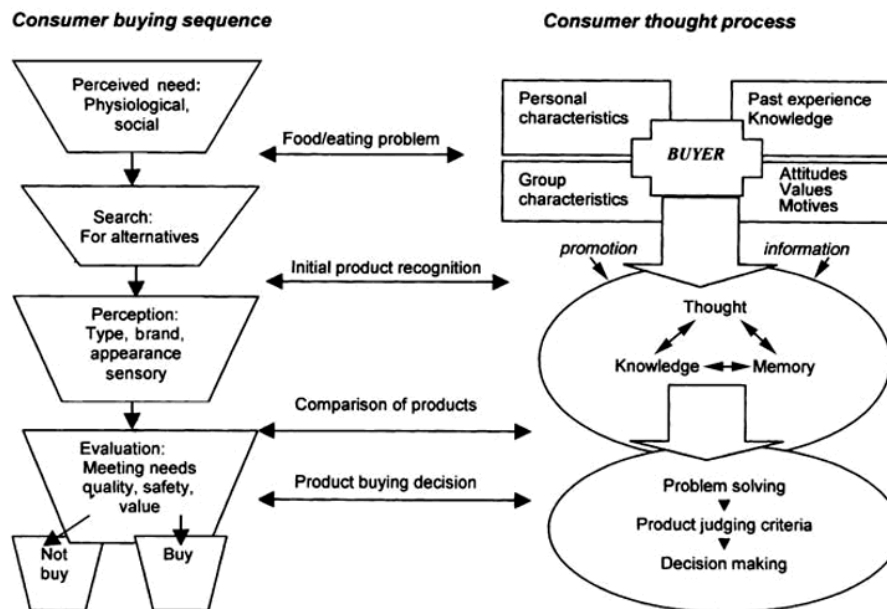 Consumer buying sequence
Consumer thought process
Perceived need:
Physiological,
social
Food/eating problem
Personal
characteristics
Past experience
Knowledge
BUYER
Group
characteristics
Attitudes
Values
Motives
Search:
For alternatives
promotion
information
Initial product recognition
Perception:
Type, brand,
appearance
sensory
Thought
Knowledge
Memory
Comparison of products
Evaluation:
Meeting needs
quality, safety,
value
Product buying decision
Problem solving
Product judging criteria
Decision making
Not
buy
Buy